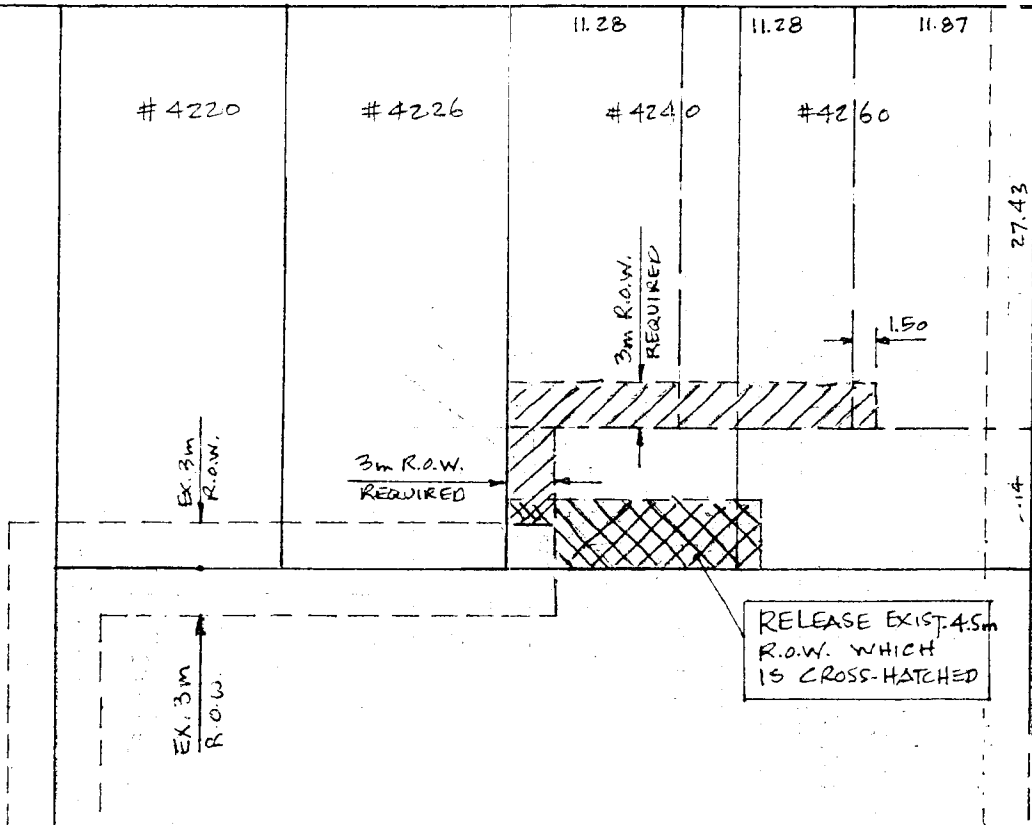 11.28
11.28
11.87
# 4220
# 4226
# 4240
#4260
27.43
3m R.O.W.
REQUIRED
1.50
EX. 3m
R.O.W.
3m R.O.W.
REQUIRED
.14
RELEASE EXIST. 4.5m
R.O.W. WHICH
IS CROSS-HATCHED
EX. 3m
R.O.W.